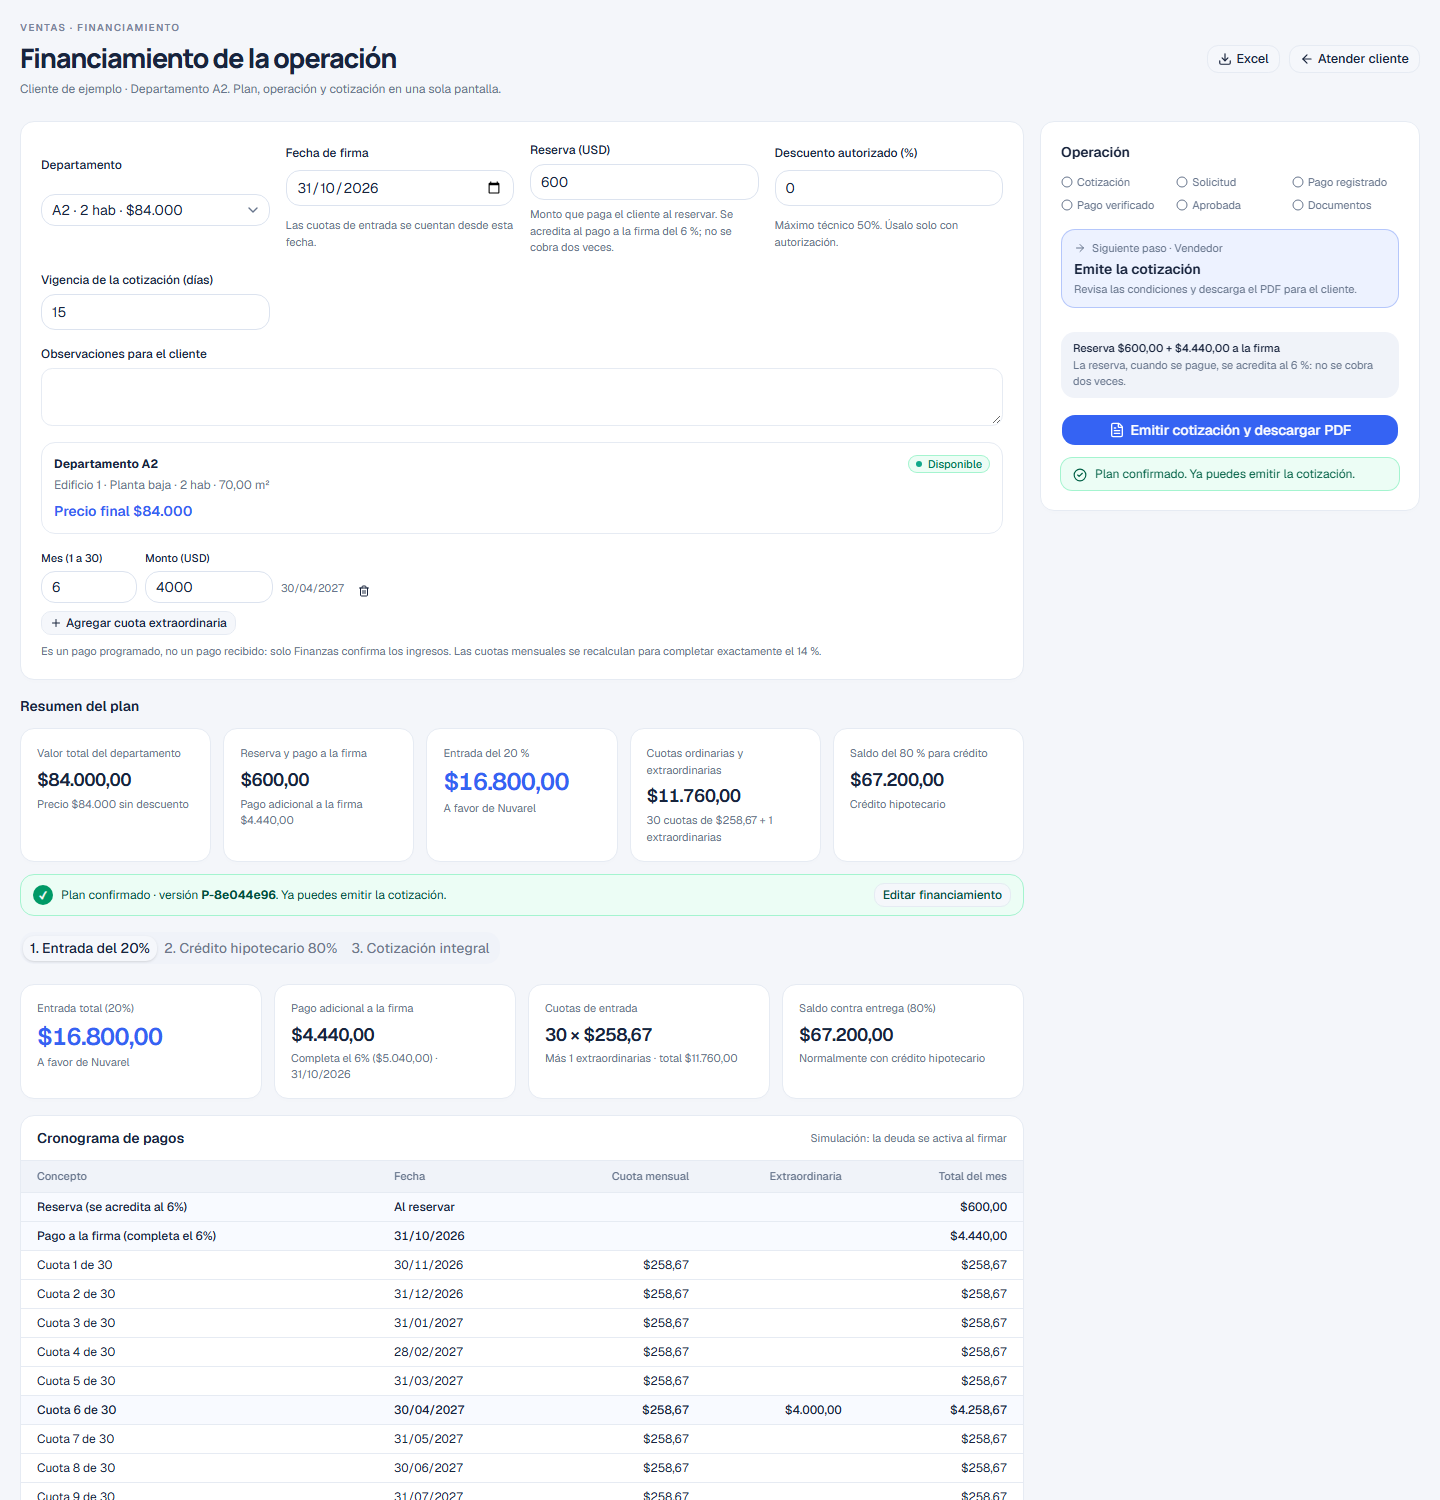 VENTAS · FINANCIAMIENTO
Financiamiento de la operación
Cliente de ejemplo · Departamento A2. Plan, operación y cotización en una sola pantalla.
Excel
Atender cliente
Departamento
A2 · 2 hab · $84.000
Fecha de firma
31/10/2026
Las cuotas de entrada se cuentan desde esta
fecha.
Reserva (USD)
600
Monto que paga el cliente al reservar. Se
acredita al pago a la firma del 6 %; no se
cobra dos veces.
Descuento autorizado (%)
0
Máximo técnico 50%. Úsalo solo con
autorización.
Vigencia de la cotización (días)
15
Observaciones para el cliente
Departamento A2
Disponible
Edificio 1 · Planta baja · 2 hab · 70,00 m²
Precio final $84.000
Mes (1 a 30)
Monto (USD)
6
4000
30/04/2027
+ Agregar cuota extraordinaria
Es un pago programado, no un pago recibido: solo Finanzas confirma los ingresos. Las cuotas mensuales se recalculan para completar exactamente el 14 %.
Operación
Cotización
Solicitud
Pago registrado
Pago verificado
Aprobada
Documentos
→ Siguiente paso · Vendedor
Emite la cotización
Revisa las condiciones y descarga el PDF para el cliente.
Reserva $600,00 + $4.440,00 a la firma
La reserva, cuando se pague, se acredita al 6 %: no se cobra
dos veces.
Emitir cotización y descargar PDF
Plan confirmado. Ya puedes emitir la cotización.
Resumen del plan
Valor total del departamento
$84.000,00
Precio $84.000 sin descuento
Reserva y pago a la firma
$600,00
Pago adicional a la firma
$4.440,00
Entrada del 20 %
$16.800,00
A favor de Nuvarel
Cuotas ordinarias y
extraordinarias
$11.760,00
30 cuotas de $258,67 + 1
extraordinarias
Saldo del 80 % para crédito
$67.200,00
Crédito hipotecario
Plan confirmado · versión P-8e044e96. Ya puedes emitir la cotización.
Editar financiamiento
1. Entrada del 20%
2. Crédito hipotecario 80%
3. Cotización integral
Entrada total (20%)
$16.800,00
A favor de Nuvarel
Pago adicional a la firma
$4.440,00
Completa el 6% ($5.040,00) ·
31/10/2026
Cuotas de entrada
30 × $258,67
Más 1 extraordinarias · total $11.760,00
Saldo contra entrega (80%)
$67.200,00
Normalmente con crédito hipotecario
Cronograma de pagos
Simulación: la deuda se activa al firmar
Concepto Fecha Cuota mensual Extraordinaria Total del mes
Reserva (se acredita al 6%) Al reservar $600,00
Pago a la firma (completa el 6%) 31/10/2026 $4.440,00
Cuota 1 de 30 30/11/2026 $258,67 $258,67
Cuota 2 de 30 31/12/2026 $258,67 $258,67
Cuota 3 de 30 31/01/2027 $258,67 $258,67
Cuota 4 de 30 28/02/2027 $258,67 $258,67
Cuota 5 de 30 31/03/2027 $258,67 $258,67
Cuota 6 de 30 30/04/2027 $258,67 $4.000,00 $4.258,67
Cuota 7 de 30 31/05/2027 $258,67 $258,67
Cuota 8 de 30 30/06/2027 $258,67 $258,67
Cuota 9 de 30 31/07/2027 $258,67 $258,67